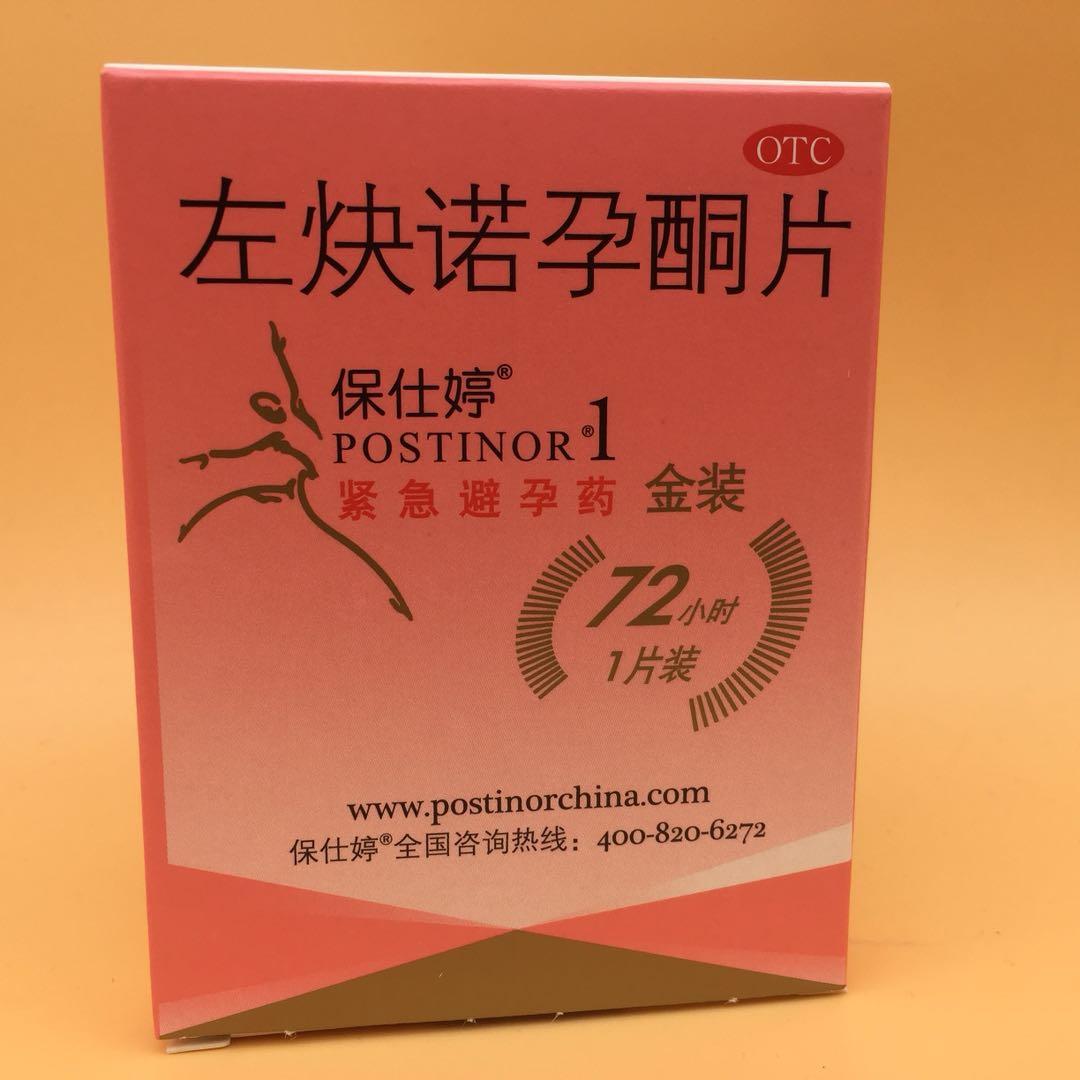 OTC
左炔诺孕酮片
保仕婷®
POSTINOR®1
紧急避孕药 金装
72小时
1片装
www.postinorchina.com
保仕婷®全国咨询热线：400-820-6272